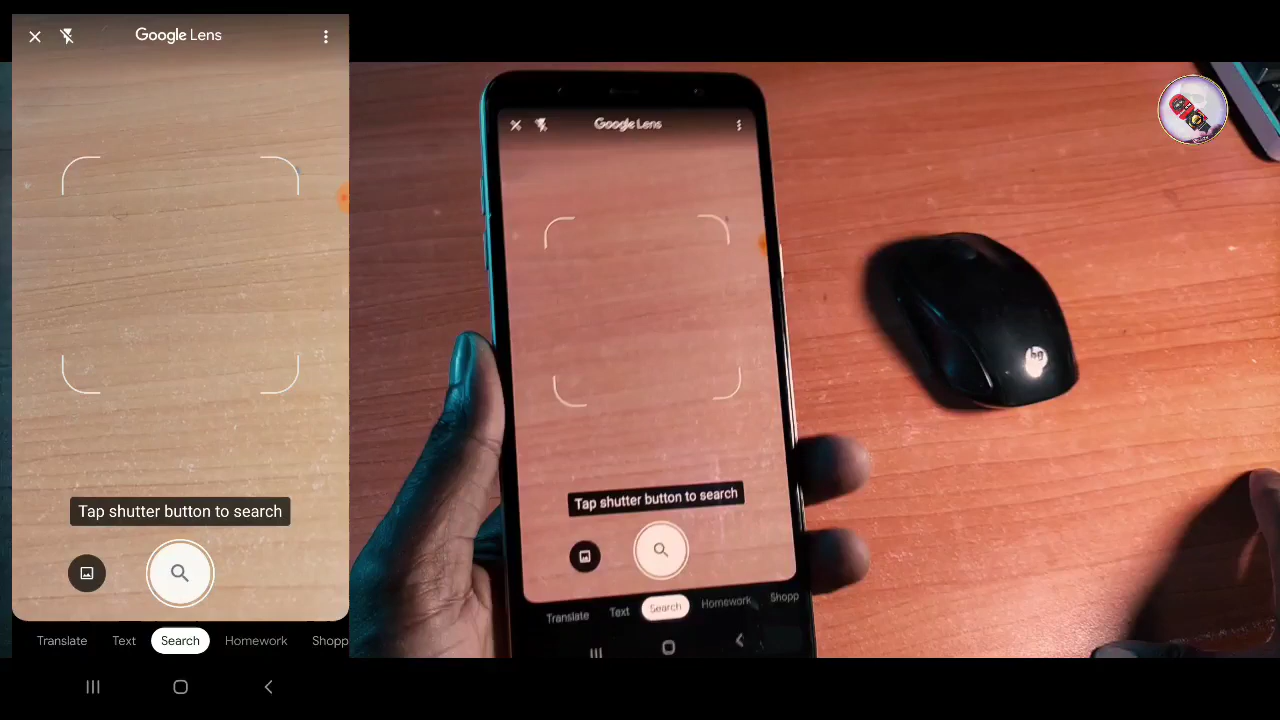 Google Lens
Tap shutter button to search
Translate Text Search Homework Shopp
Google Lens
Tap shutter button to search
Translate Text Search Homework Shopp
hp